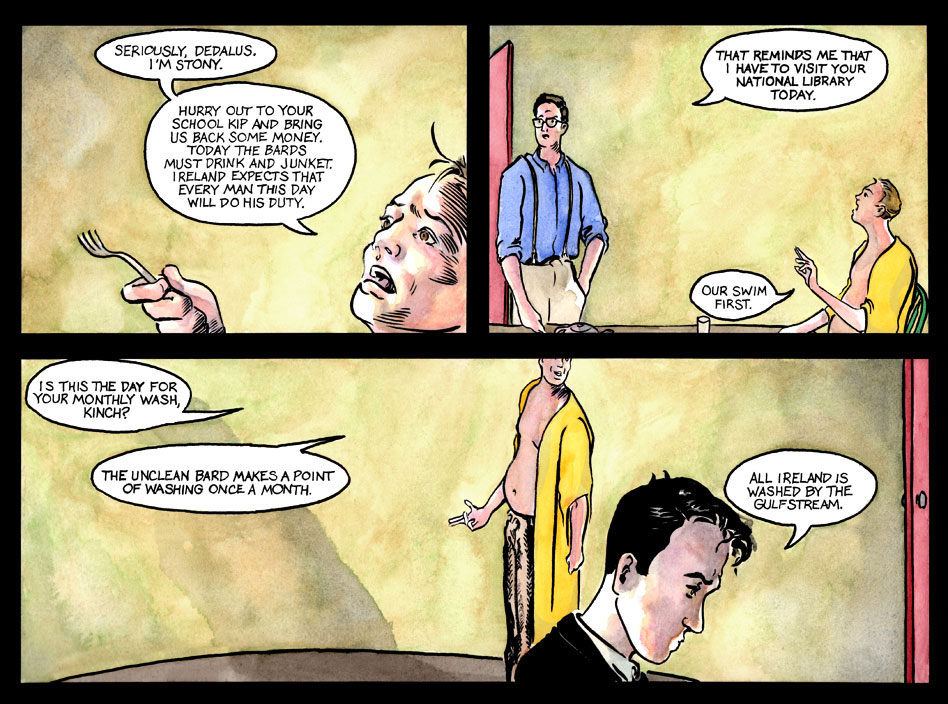 SERIOUSLY, DEDALUS.
I'M STONY.
HURRY OUT TO YOUR
SCHOOL KIP AND BRING
US BACK SOME MONEY.
TODAY THE BARDS
MUST DRINK AND JUNKET.
IRELAND EXPECTS THAT
EVERY MAN THIS DAY
WILL DO HIS DUTY.
THAT REMINDS ME THAT
I HAVE TO VISIT YOUR
NATIONAL LIBRARY
TODAY.
OUR SWIM
FIRST.
IS THIS THE DAY FOR
YOUR MONTHLY WASH,
KINCH?
THE UNCLEAN BARD MAKES A POINT
OF WASHING ONCE A MONTH.
ALL IRELAND IS
WASHED BY THE
GULFSTREAM.